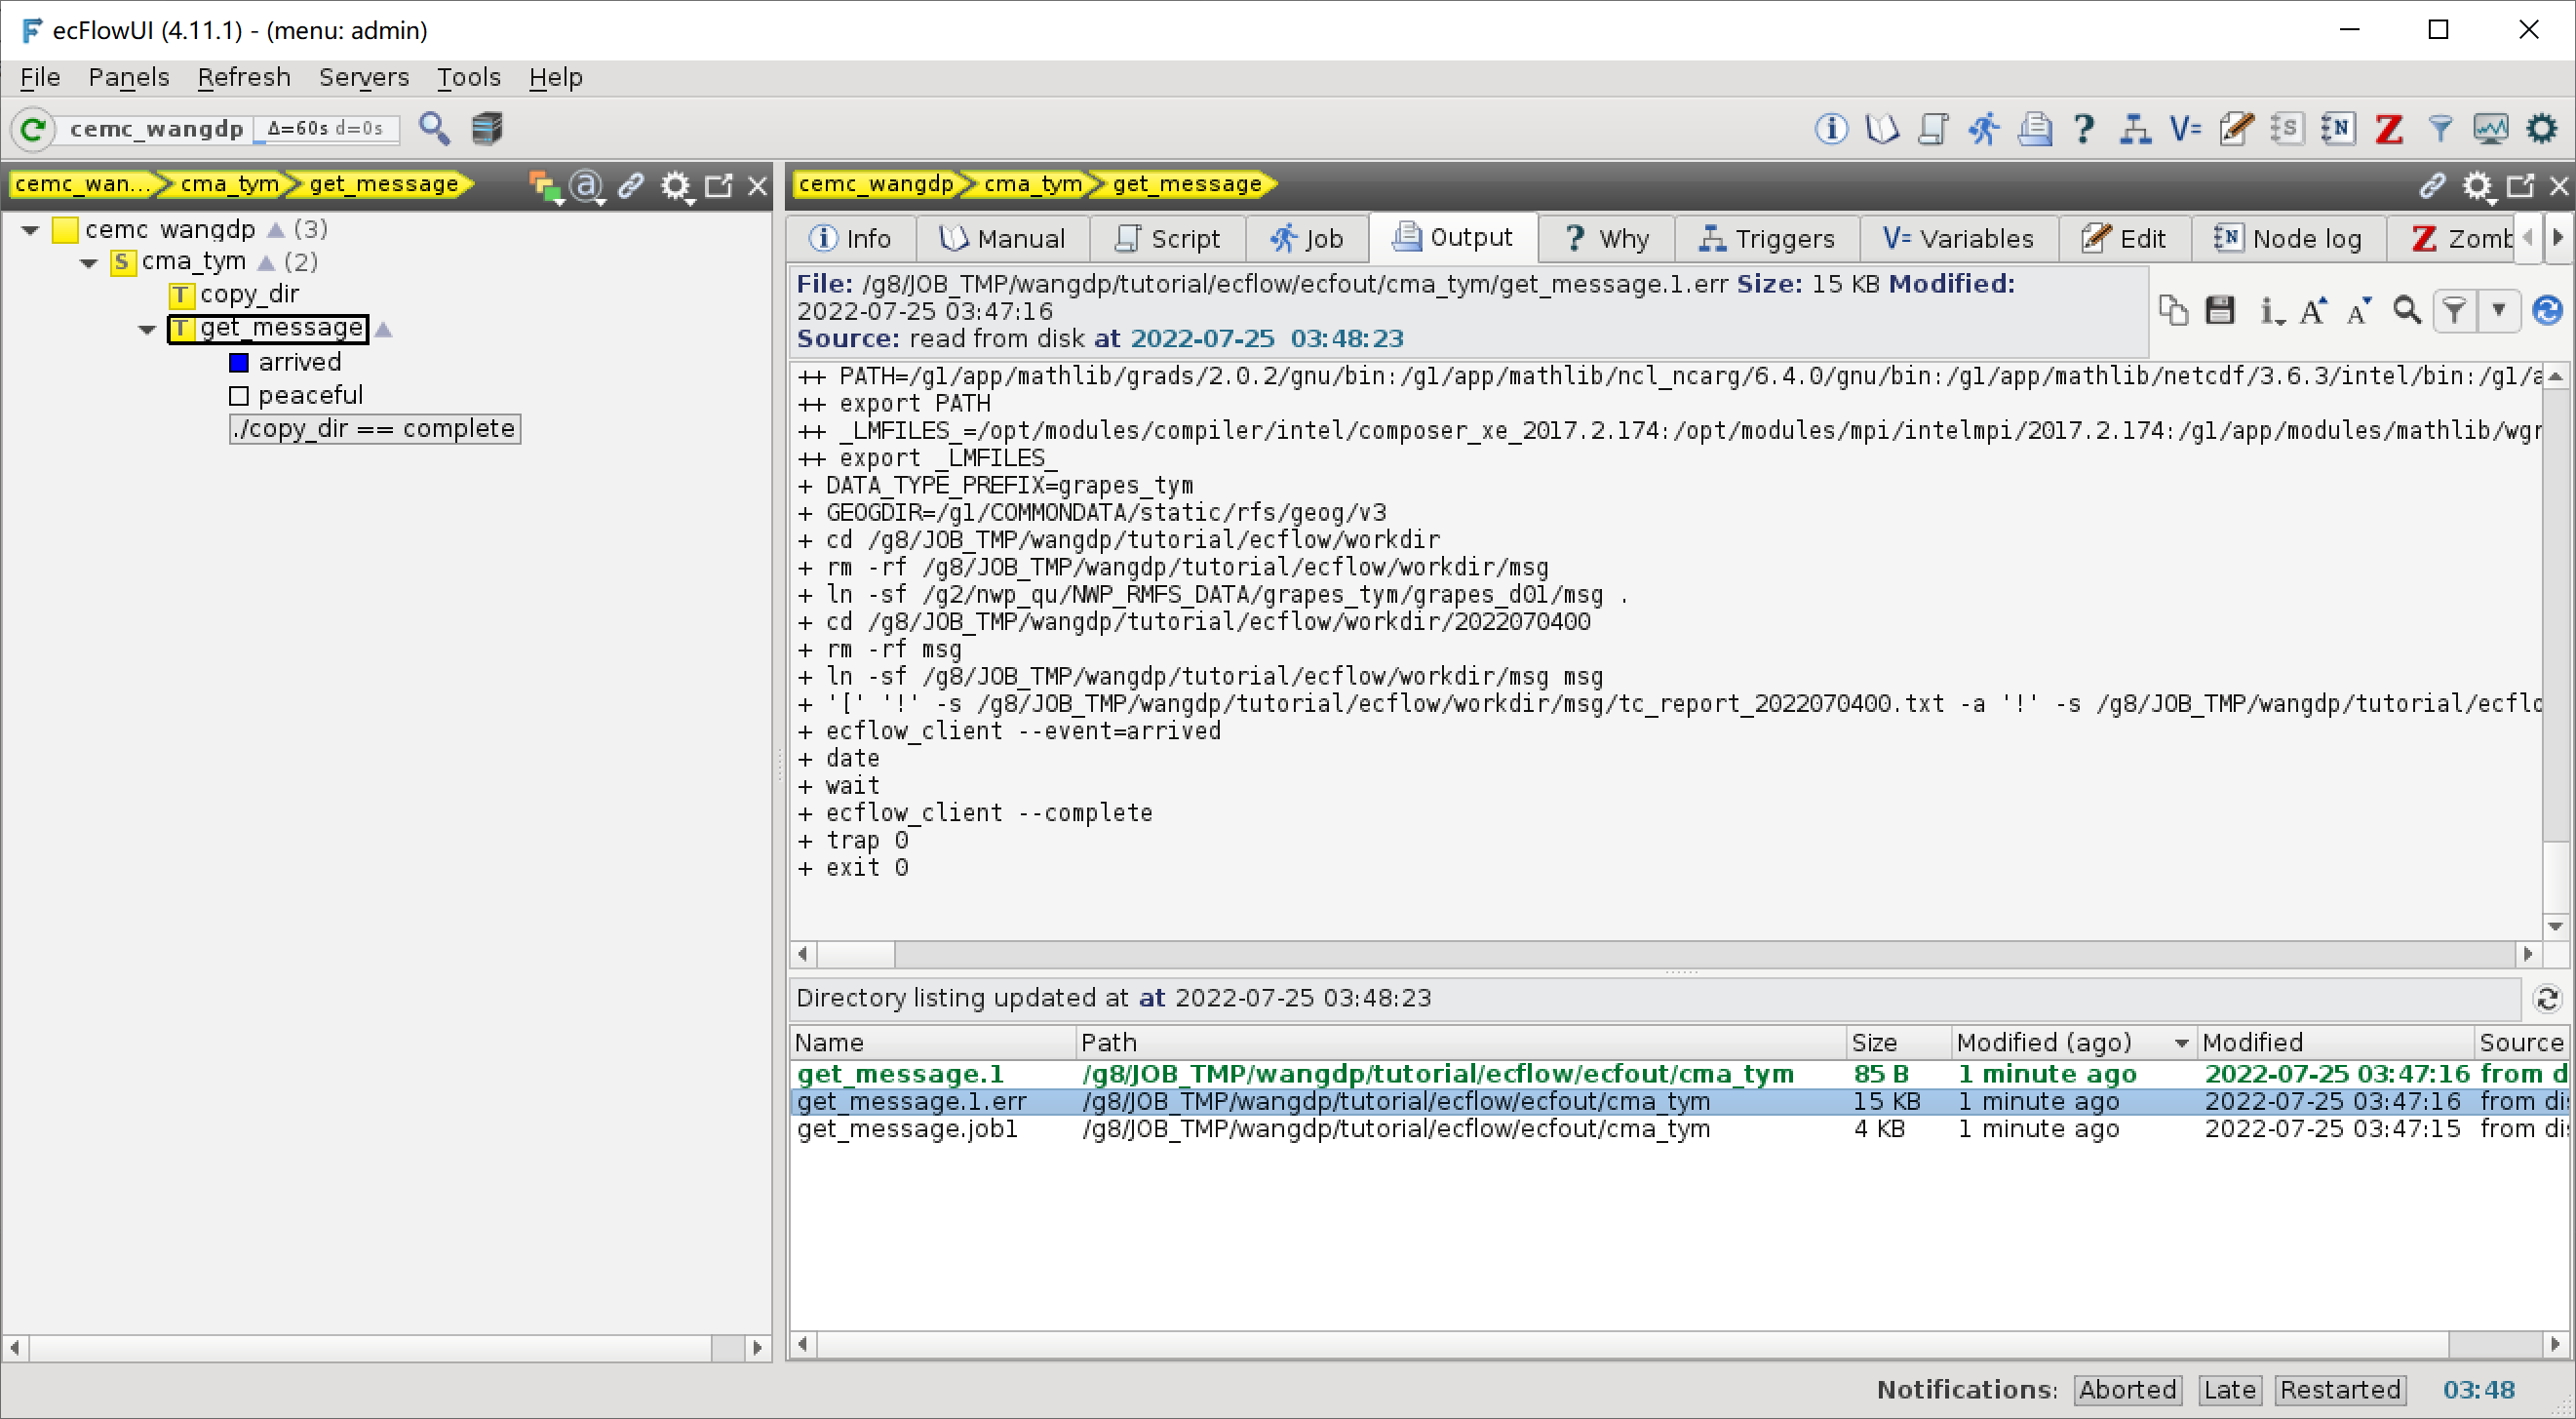 ecFlowUI (4.11.1) - (menu: admin)
File Panels Refresh Servers Tools Help
cemc_wangdp Δ=60s d=0s
cemc_wan... cma_tym get_message
cemc_wangdp (3)
S cma_tym (2)
T copy_dir
T get_message
arrived
peaceful
./copy_dir == complete
cemc_wangdp cma_tym get_message
Info Manual Script Job Output ? Why Triggers V= Variables Edit Node log Z Zomb
File: /g8/JOB_TMP/wangdp/tutorial/ecflow/ecfout/cma_tym/get_message.1.err Size: 15 KB Modified:
2022-07-25 03:47:16
Source: read from disk at 2022-07-25 03:48:23
++ PATH=/g1/app/mathlib/grads/2.0.2/gnu/bin:/g1/app/mathlib/ncl_ncarg/6.4.0/gnu/bin:/g1/app/mathlib/netcdf/3.6.3/intel/bin:/g1/a
++ export PATH
++ _LMFILES_=/opt/modules/compiler/intel/composer_xe_2017.2.174:/opt/modules/mpi/intelmpi/2017.2.174:/g1/app/modules/mathlib/wgr
++ export _LMFILES_
+ DATA_TYPE_PREFIX=grapes_tym
+ GEOGDIR=/g1/COMMONDATA/static/rfs/geog/v3
+ cd /g8/JOB_TMP/wangdp/tutorial/ecflow/workdir
+ rm -rf /g8/JOB_TMP/wangdp/tutorial/ecflow/workdir/msg
+ ln -sf /g2/nwp_qu/NWP_RMFS_DATA/grapes_tym/grapes_d01/msg .
+ cd /g8/JOB_TMP/wangdp/tutorial/ecflow/workdir/2022070400
+ rm -rf msg
+ ln -sf /g8/JOB_TMP/wangdp/tutorial/ecflow/workdir/msg msg
+ '[' '!' -s /g8/JOB_TMP/wangdp/tutorial/ecflow/workdir/msg/tc_report_2022070400.txt -a '!' -s /g8/JOB_TMP/wangdp/tutorial/ecflo
+ ecflow_client --event=arrived
+ date
+ wait
+ ecflow_client --complete
+ trap 0
+ exit 0
Directory listing updated at at 2022-07-25 03:48:23
Name Path Size Modified (ago) Modified Source
get_message.1 /g8/JOB_TMP/wangdp/tutorial/ecflow/ecfout/cma_tym 85 B 1 minute ago 2022-07-25 03:47:16 from d
get_message.1.err /g8/JOB_TMP/wangdp/tutorial/ecflow/ecfout/cma_tym 15 KB 1 minute ago 2022-07-25 03:47:16 from di
get_message.job1 /g8/JOB_TMP/wangdp/tutorial/ecflow/ecfout/cma_tym 4 KB 1 minute ago 2022-07-25 03:47:15 from di
Notifications: Aborted Late Restarted 03:48